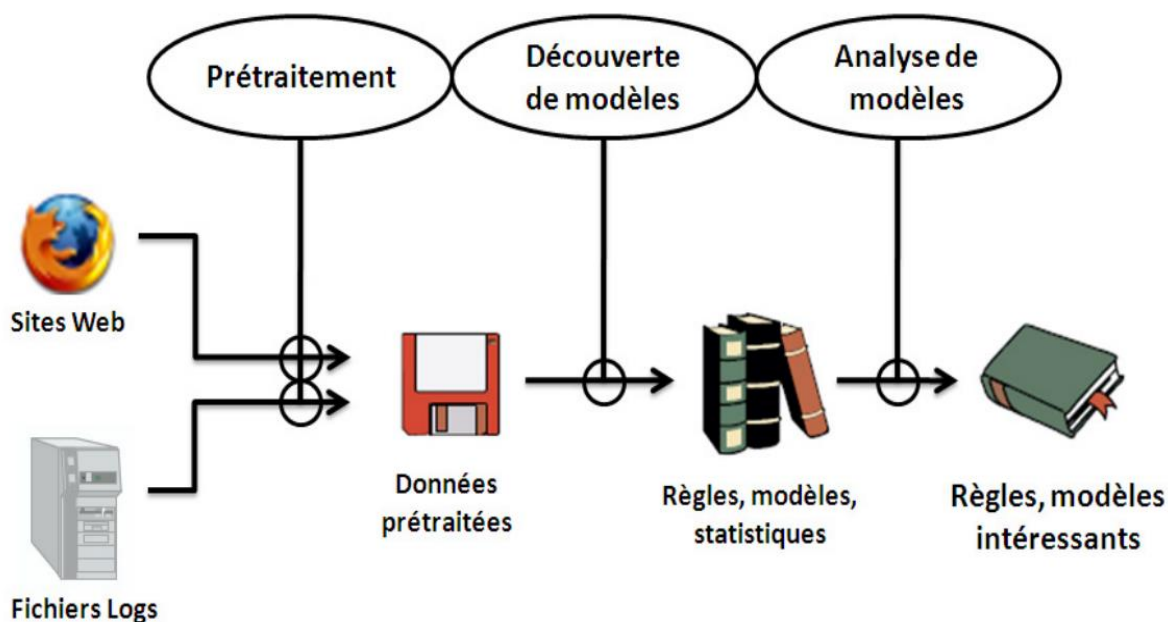 Prétraitement
Découverte
de modèles
Analyse de
modèles
Sites Web
Fichiers Logs
Données
prétraitées
Règles, modèles,
statistiques
Règles, modèles
intéressants